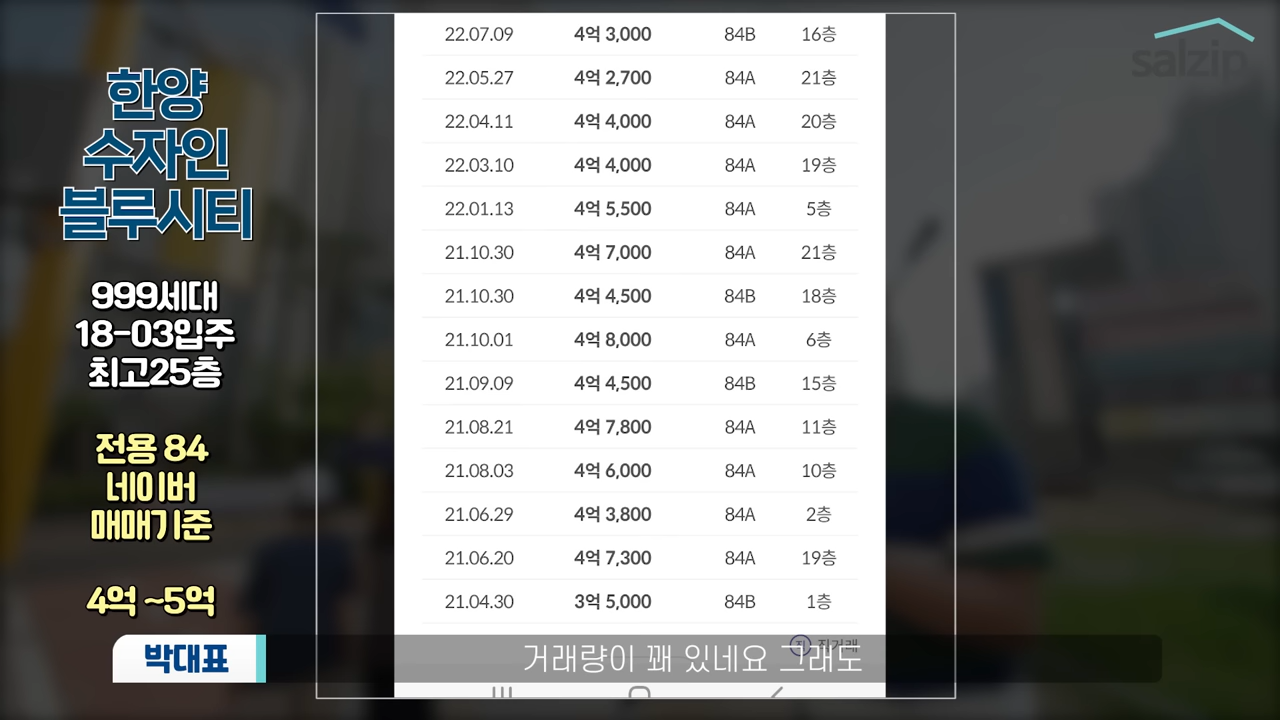 salzip
한양
수자인
블루시티
999세대
18-03입주
최고25층
전용 84
네이버
매매기준
4억 ~5억
22.07.09 4억 3,000 84B 16층
22.05.27 4억 2,700 84A 21층
22.04.11 4억 4,000 84A 20층
22.03.10 4억 4,000 84A 19층
22.01.13 4억 5,500 84A 5층
21.10.30 4억 7,000 84A 21층
21.10.30 4억 4,500 84B 18층
21.10.01 4억 8,000 84A 6층
21.09.09 4억 4,500 84B 15층
21.08.21 4억 7,800 84A 11층
21.08.03 4억 6,000 84A 10층
21.06.29 4억 3,800 84A 2층
21.06.20 4억 7,300 84A 19층
21.04.30 3억 5,000 84B 1층
직거래
박대표
거래량이 꽤 있네요 그래도